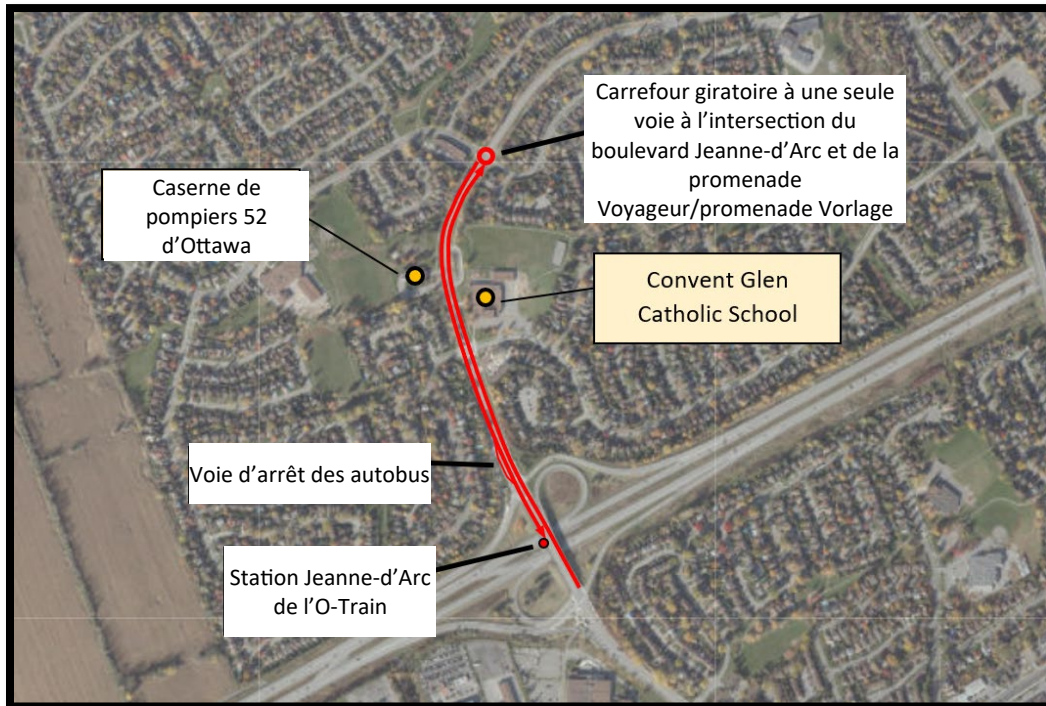 Carrefour giratoire à une seule
voie à l’intersection du
boulevard Jeanne-d’Arc et de la
promenade
Voyageur/promenade Vorlage
Caserne de
pompiers 52
d’Ottawa
Convent Glen
Catholic School
Voie d’arrêt des autobus
Station Jeanne-d’Arc
de l’O-Train